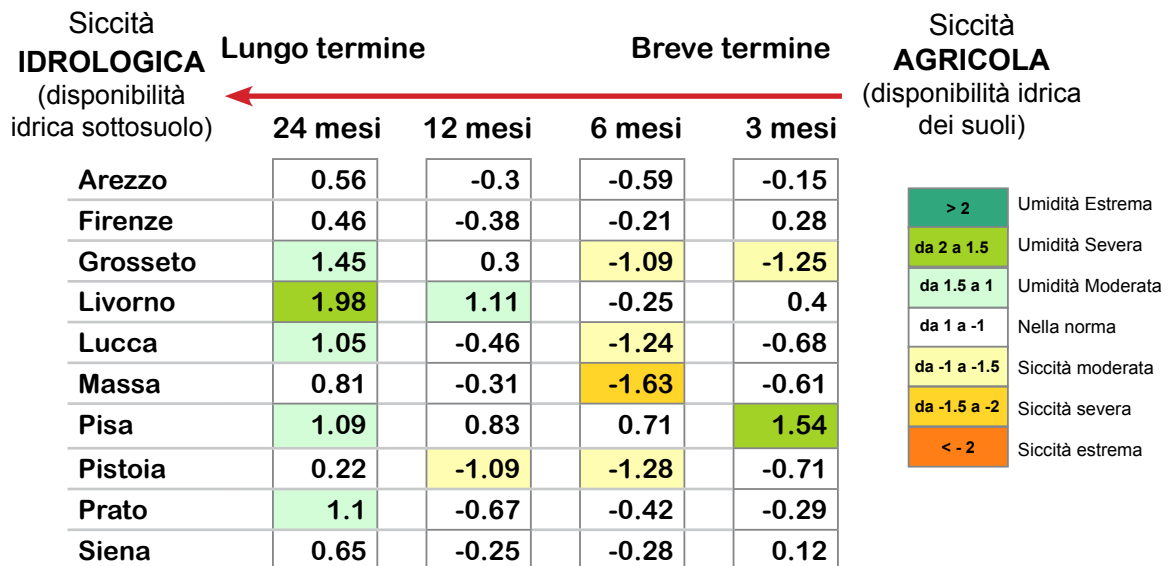 Siccità
IDROLOGICA
(disponibilità
idrica sottosuolo)
Lungo termine
Breve termine
Siccità
AGRICOLA
(disponibilità idrica
dei suoli)
24 mesi 12 mesi 6 mesi 3 mesi
Arezzo 0.56 -0.3 -0.59 -0.15
Firenze 0.46 -0.38 -0.21 0.28
Grosseto 1.45 0.3 -1.09 -1.25
Livorno 1.98 1.11 -0.25 0.4
Lucca 1.05 -0.46 -1.24 -0.68
Massa 0.81 -0.31 -1.63 -0.61
Pisa 1.09 0.83 0.71 1.54
Pistoia 0.22 -1.09 -1.28 -0.71
Prato 1.1 -0.67 -0.42 -0.29
Siena 0.65 -0.25 -0.28 0.12
> 2 Umidità Estrema
da 2 a 1.5 Umidità Severa
da 1.5 a 1 Umidità Moderata
da 1 a -1 Nella norma
da -1 a -1.5 Siccità moderata
da -1.5 a -2 Siccità severa
< - 2 Siccità estrema